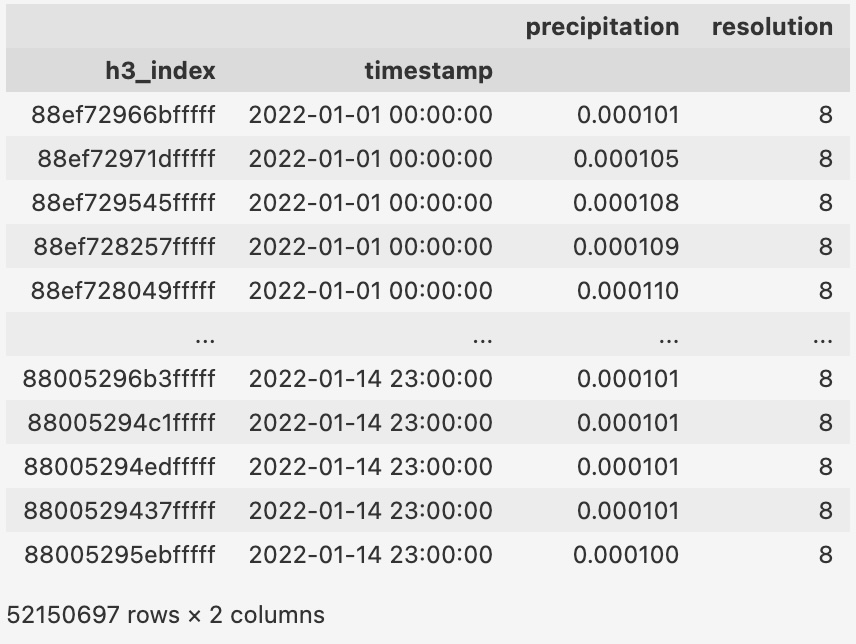 precipitation resolution
h3_index timestamp
88ef72966bfffff 2022-01-01 00:00:00 0.000101 8
88ef72971dfffff 2022-01-01 00:00:00 0.000105 8
88ef729545fffff 2022-01-01 00:00:00 0.000108 8
88ef728257fffff 2022-01-01 00:00:00 0.000109 8
88ef728049fffff 2022-01-01 00:00:00 0.000110 8
... ... ... ...
88005296b3fffff 2022-01-14 23:00:00 0.000101 8
88005294c1fffff 2022-01-14 23:00:00 0.000101 8
88005294edfffff 2022-01-14 23:00:00 0.000101 8
8800529437fffff 2022-01-14 23:00:00 0.000101 8
88005295ebfffff 2022-01-14 23:00:00 0.000100 8
52150697 rows × 2 columns